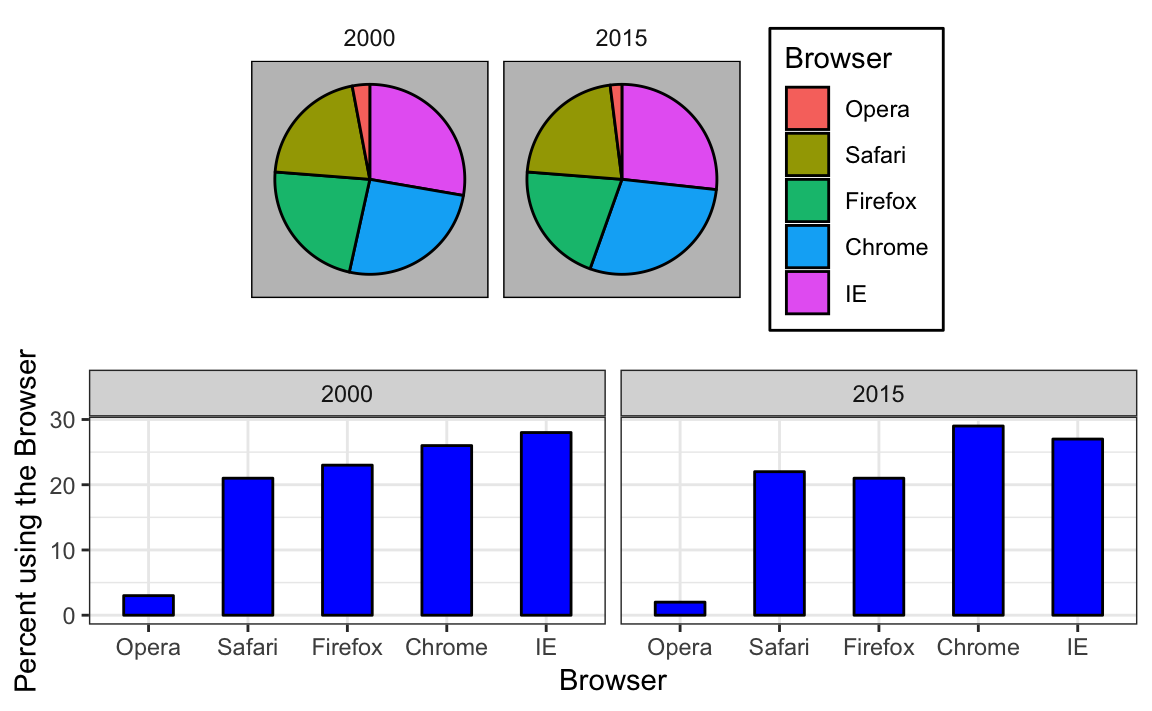 2000
2015
Browser
Opera
Safari
Firefox
Chrome
IE
Percent using the Browser
2000
2015
30
20
10
0
Opera Safari Firefox Chrome IE
Opera Safari Firefox Chrome IE
Browser